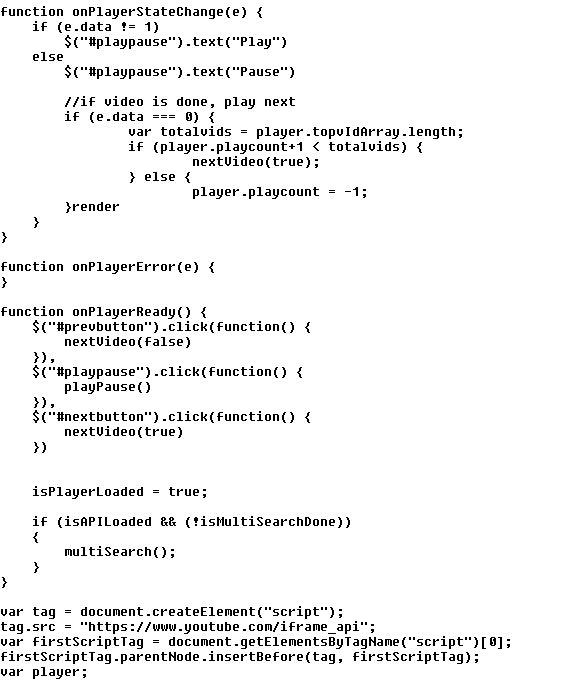 function onPlayerStateChange(e) {
    if (e.data != 1)
        $("#playpause").text("Play")
    else
        $("#playpause").text("Pause")

        //if video is done, play next
        if (e.data === 0) {
                var totalvids = player.topvIdArray.length;
                if (player.playcount+1 < totalvids) {
                        nextVideo(true);
                } else {
                        player.playcount = -1;
        }render
    }
}

function onPlayerError(e) {
}

function onPlayerReady() {
    $("#prevbutton").click(function() {
        nextVideo(false)
    }),
    $("#playpause").click(function() {
        playPause()
    }),
    $("#nextbutton").click(function() {
        nextVideo(true)
    })


    isPlayerLoaded = true;

    if (isAPILoaded && (!isMultiSearchDone))
    {
        multiSearch();
    }
}

var tag = document.createElement("script");
tag.src = "https://www.youtube.com/iframe_api";
var firstScriptTag = document.getElementsByTagName("script")[0];
firstScriptTag.parentNode.insertBefore(tag, firstScriptTag);
var player;